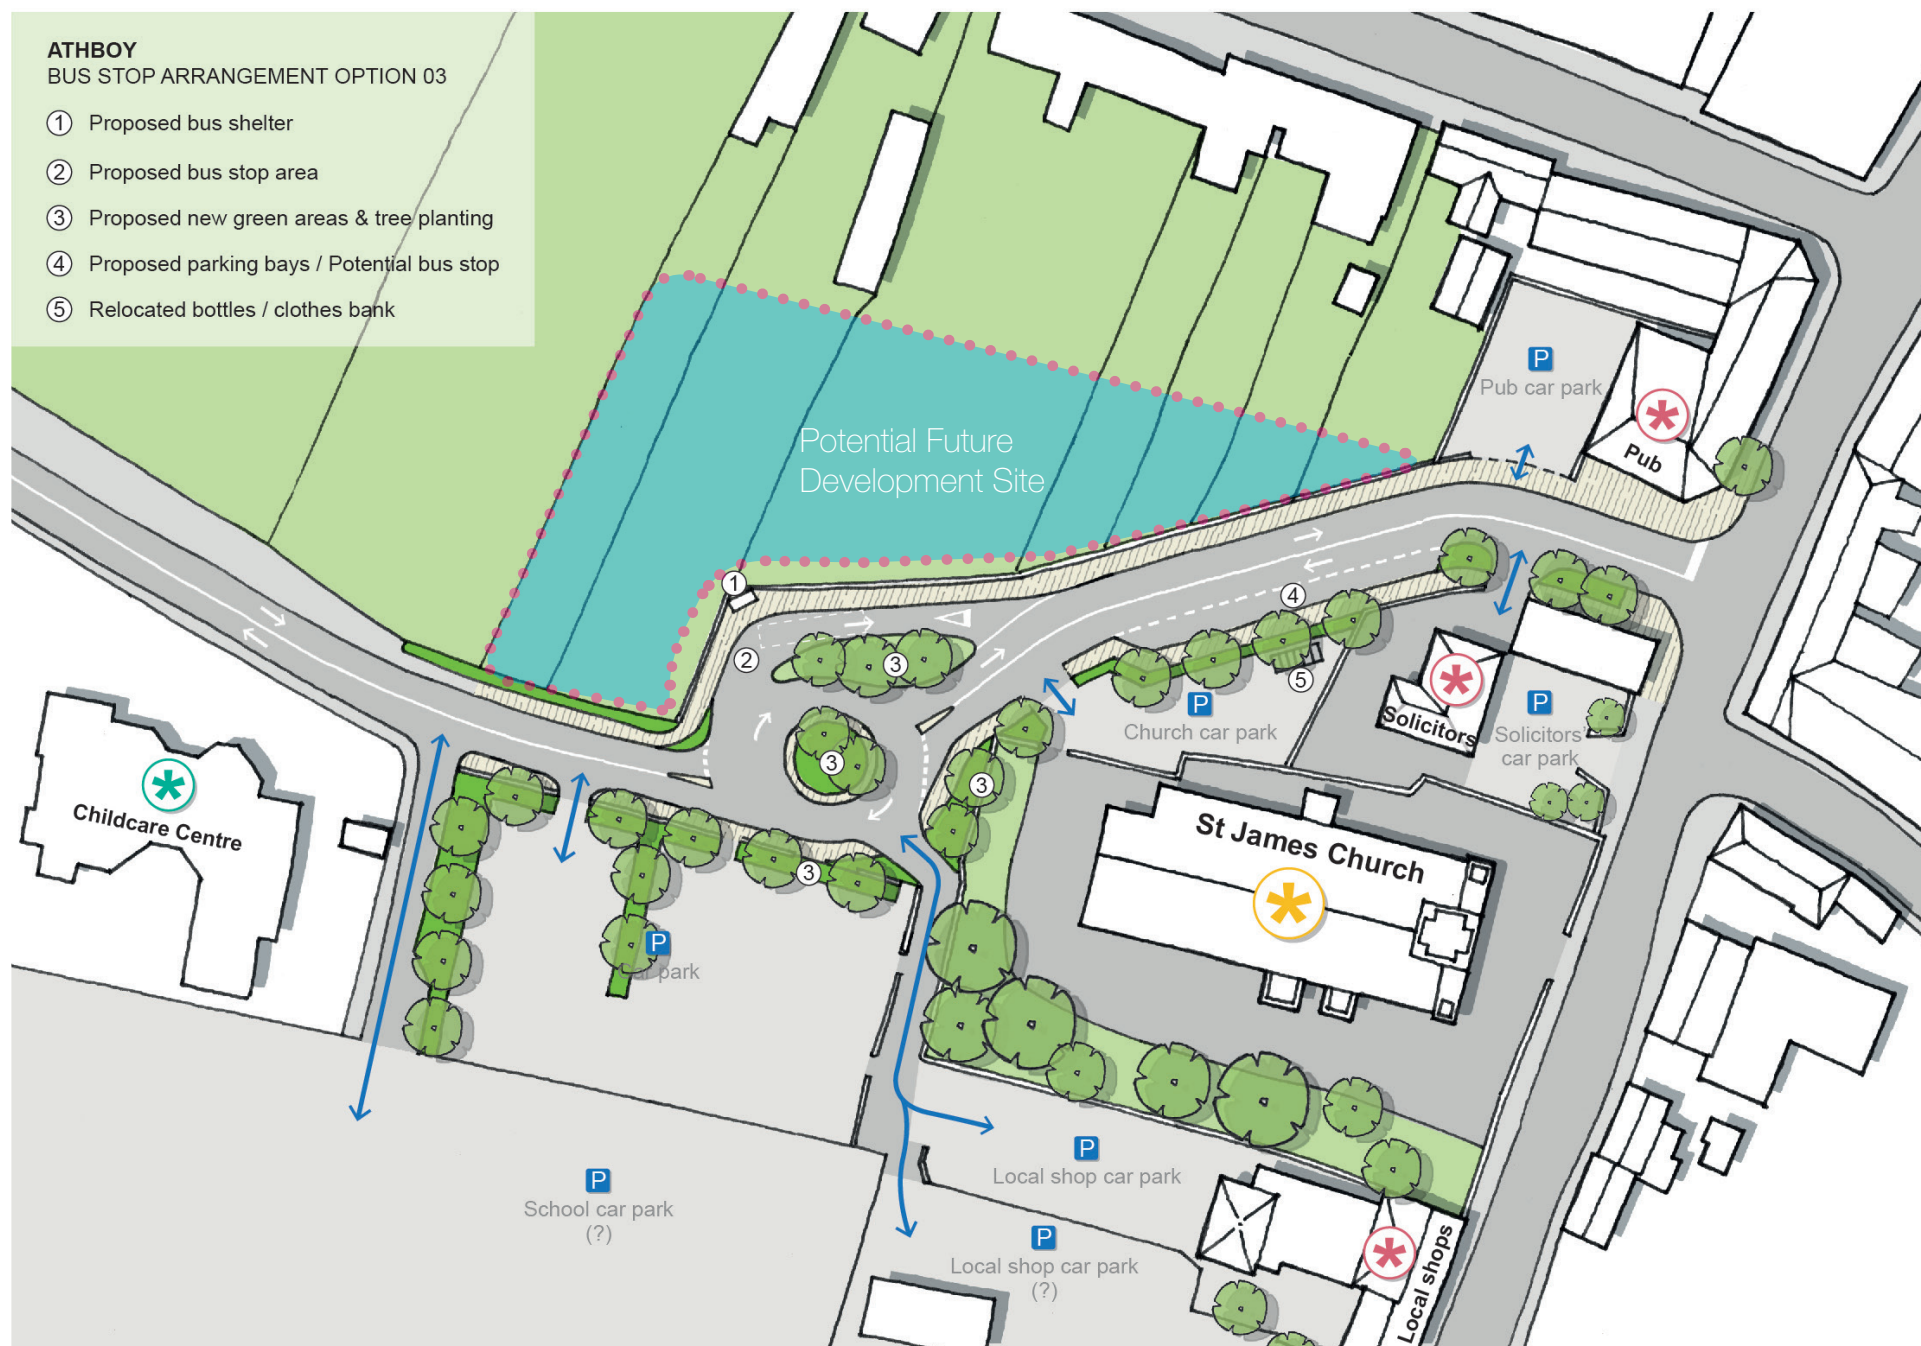 ATHBOY
BUS STOP ARRANGEMENT OPTION 03
1 Proposed bus shelter
2 Proposed bus stop area
3 Proposed new green areas & tree planting
4 Proposed parking bays / Potential bus stop
5 Relocated bottles / clothes bank
P
Pub car park
Pub
Potential Future
Development Site
1
4
2
3
5
P
Church car park
Solicitors
P
Solicitors'
car park
3
3
Childcare Centre
St James Church
3
P
Car park
P
Local shop car park
P
School car park
(?)
P
Local shop car park
(?)
Local shops